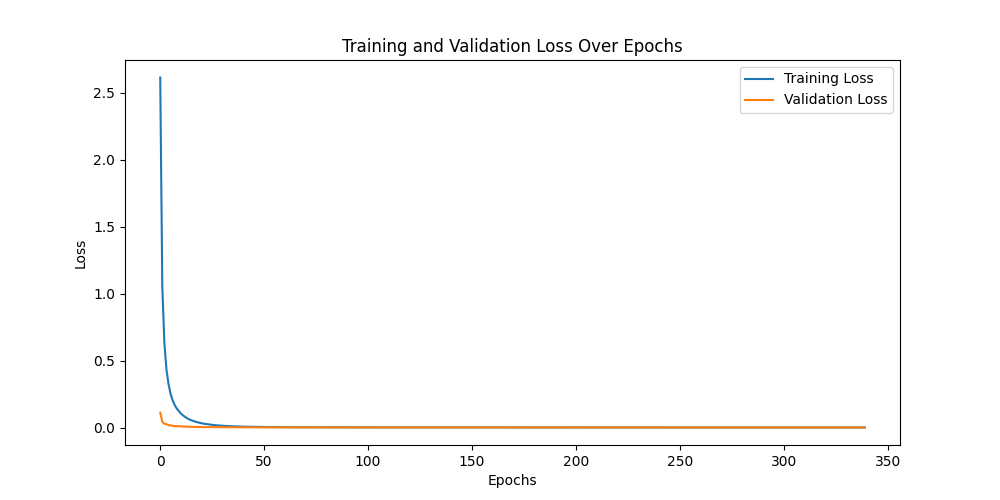 Training and Validation Loss Over Epochs
Training Loss
Validation Loss
Loss
2.5
2.0
1.5
1.0
0.5
0.0
0 50 100 150 200 250 300 350
Epochs